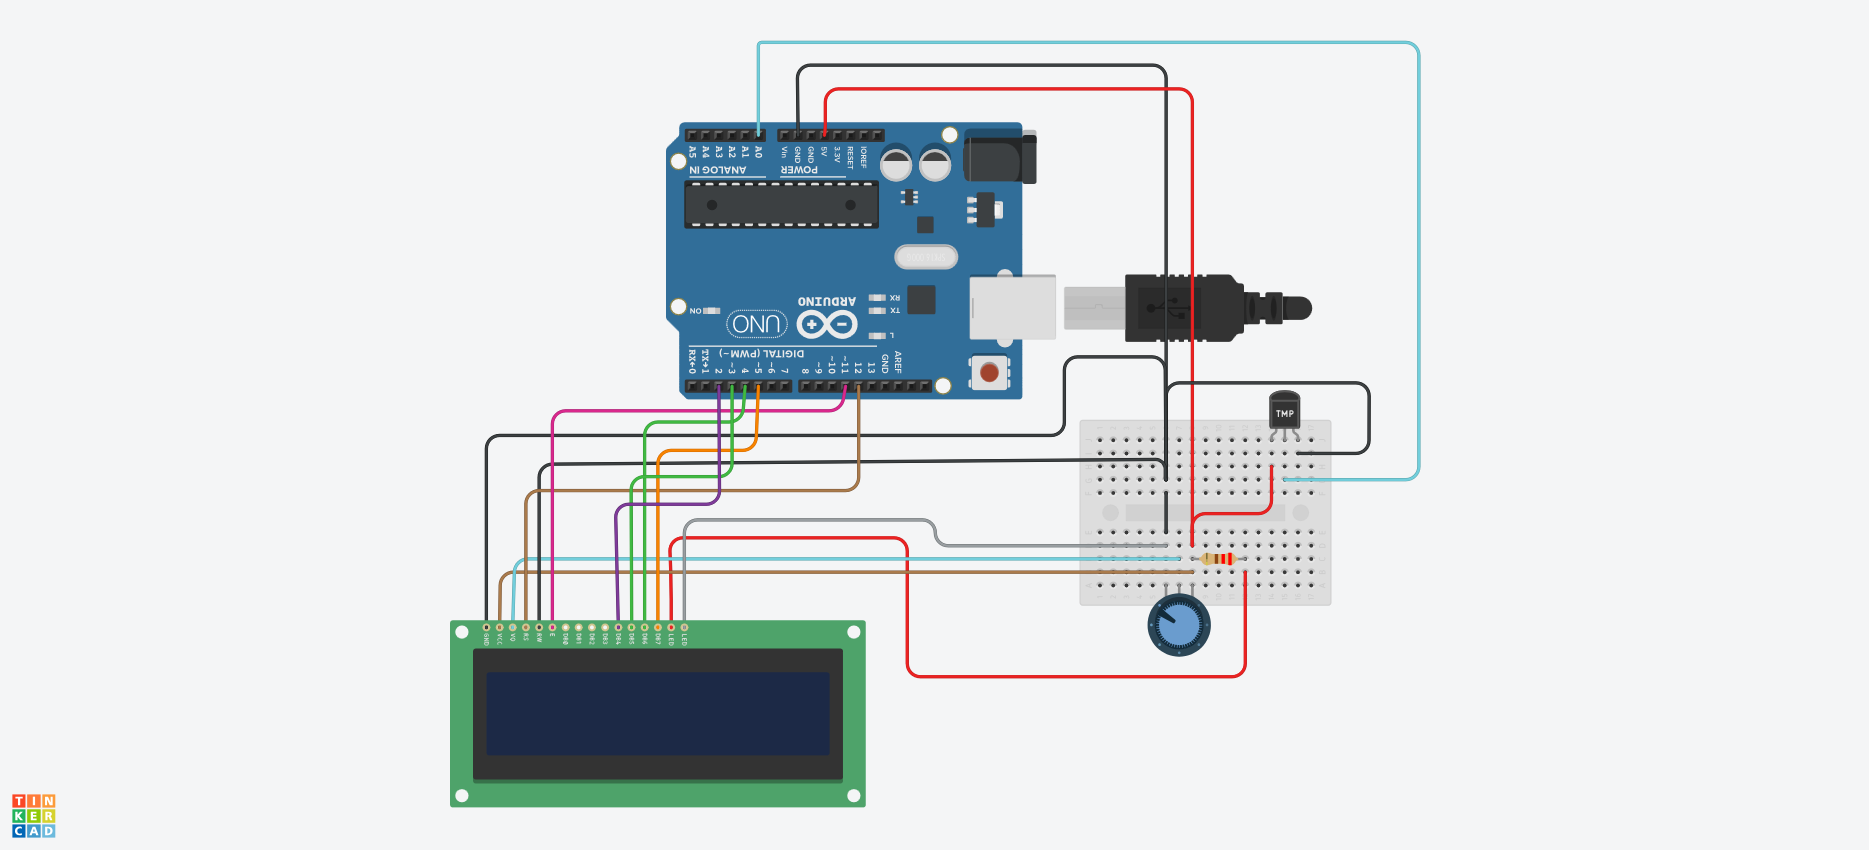 A5 A4 A3 A2 A1 A0
Vin GND GND 5V 3.3V RESET IOREF
ANALOG IN
POWER
ARDUINO
UNO
ON
RX
TX
L
DIGITAL (PWM~)
RX←0 TX→1 2 ~3 4 ~5 ~6 7
8 ~9 ~10 ~11 12 13 GND AREF
TMP
GND VCC V0 RS RW E DB0 DB1 DB2 DB3 DB4 DB5 DB6 DB7 LED LED
TIN
KER
CAD